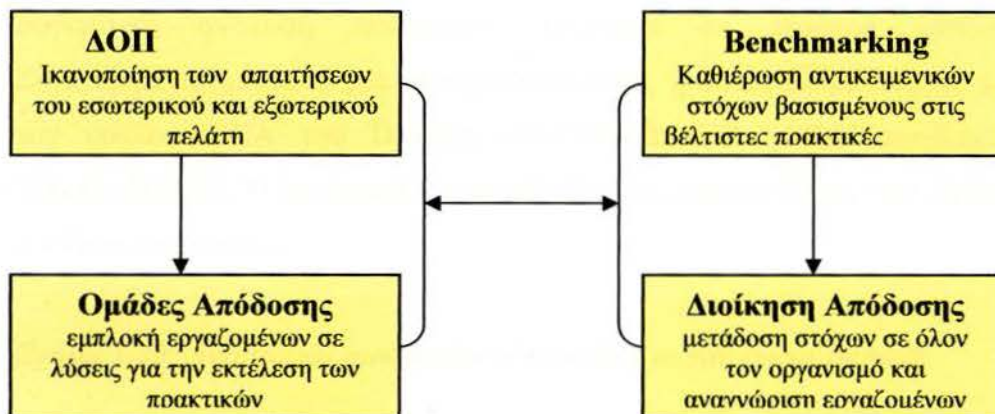 ΔΟΠ
Ικανοποίηση των απαιτήσεων
του εσωτερικού και εξωτερικού
πελάτη
Benchmarking
Καθιέρωση αντικειμενικών
στόχων βασισμένους στις
βέλτιστες πρακτικές
Ομάδες Απόδοσης
εμπλοκή εργαζομένων σε
λύσεις για την εκτέλεση των
πρακτικών
Διοίκηση Απόδοσης
μετάδοση στόχων σε όλον
τον οργανισμό και
αναγνώριση εργαζομένων